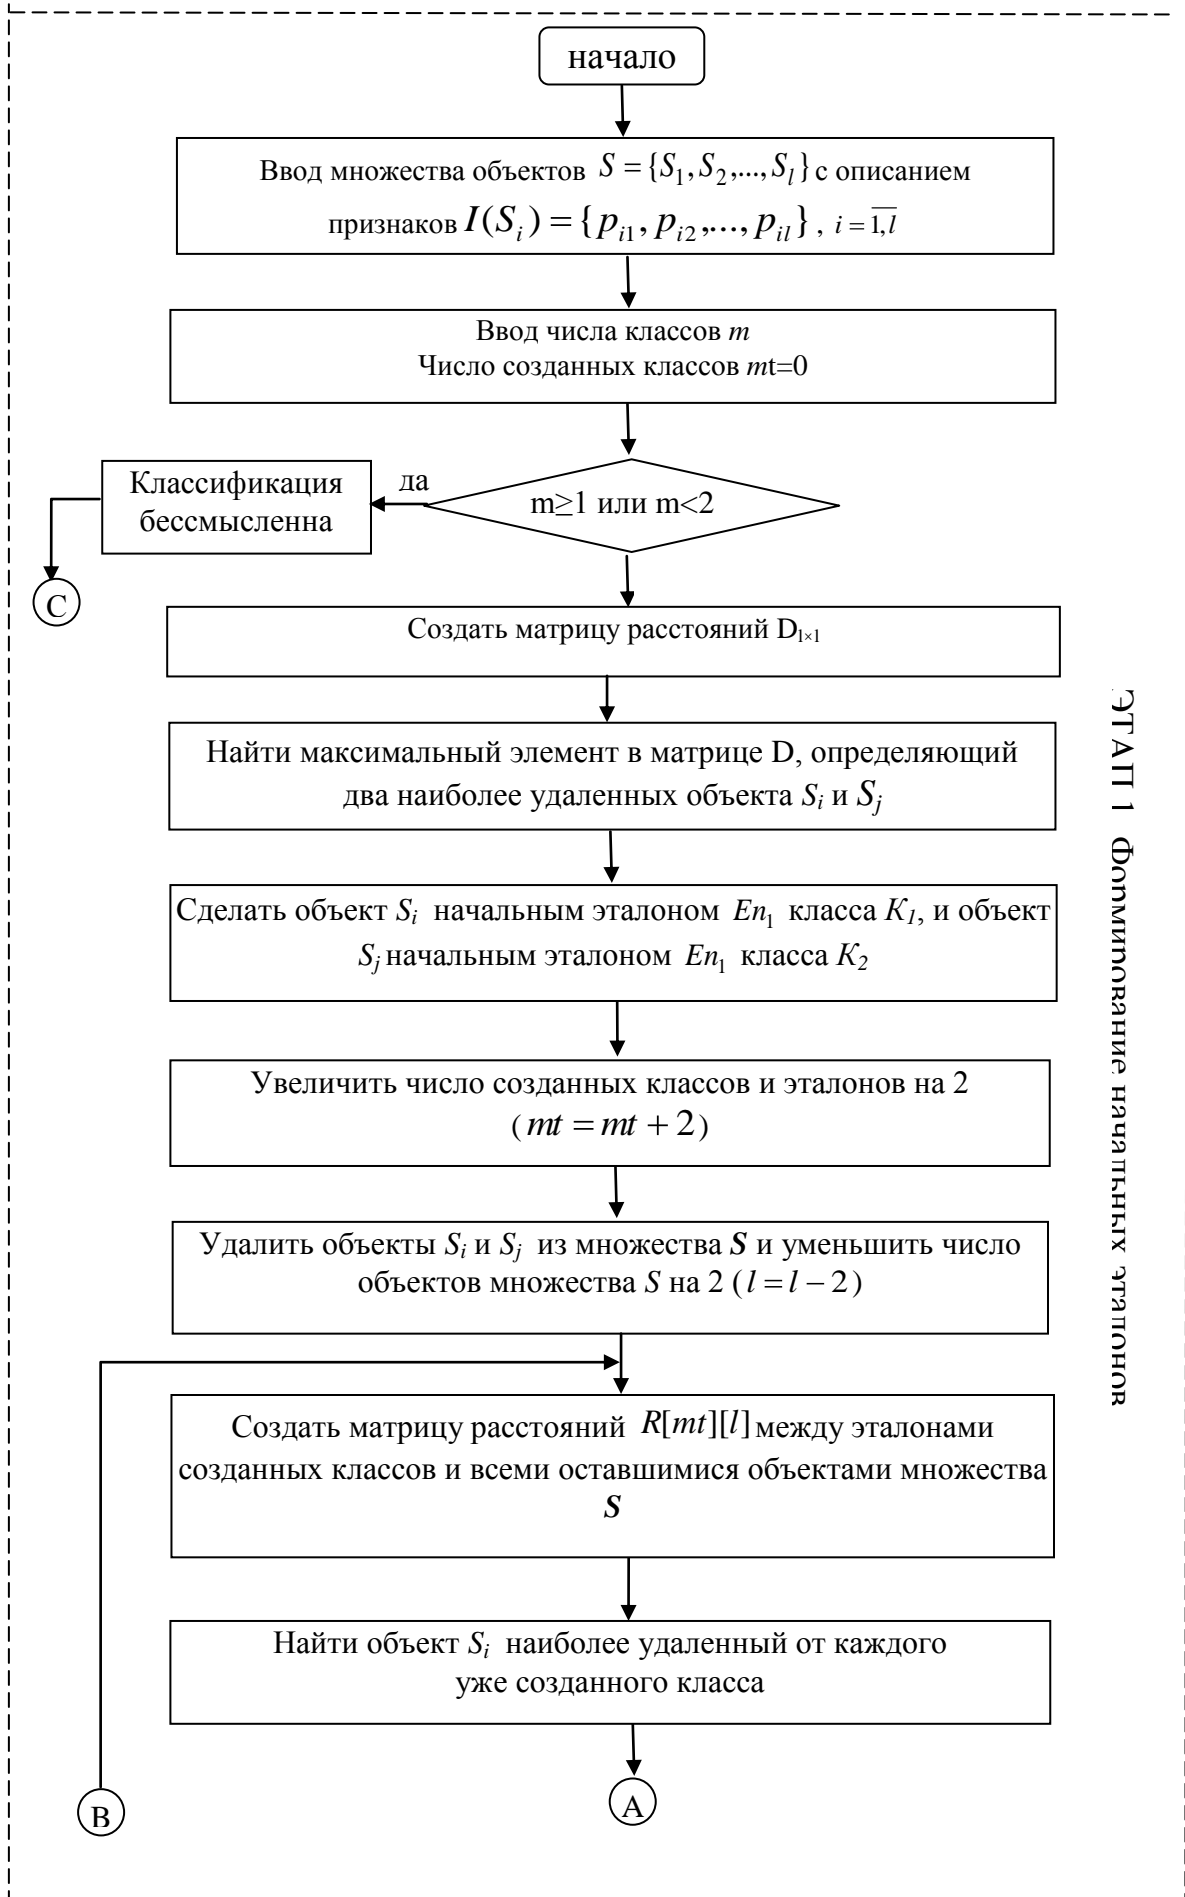 начало
Ввод множества объектов S = {S₁, S₂,..., Sₗ} с описанием
признаков I(Sᵢ) = {pᵢ₁, pᵢ₂,..., pᵢₗ} , i = 1,l
Ввод числа классов m
Число созданных классов mt=0
Классификация
бессмысленна
да
m≥1 или m<2
C
Создать матрицу расстояний D₁ₓ₁
Найти максимальный элемент в матрице D, определяющий
два наиболее удаленных объекта Sᵢ и Sⱼ
Сделать объект Sᵢ начальным эталоном En₁ класса K₁, и объект
Sⱼ начальным эталоном En₁ класса K₂
Увеличить число созданных классов и эталонов на 2
(mt = mt + 2)
Удалить объекты Sᵢ и Sⱼ из множества S и уменьшить число
объектов множества S на 2 (l = l − 2)
Создать матрицу расстояний R[mt][l] между эталонами
созданных классов и всеми оставшимися объектами множества
S
Найти объект Sᵢ наиболее удаленный от каждого
уже созданного класса
B
A
ЭТАП 1 Формирование начальных эталонов